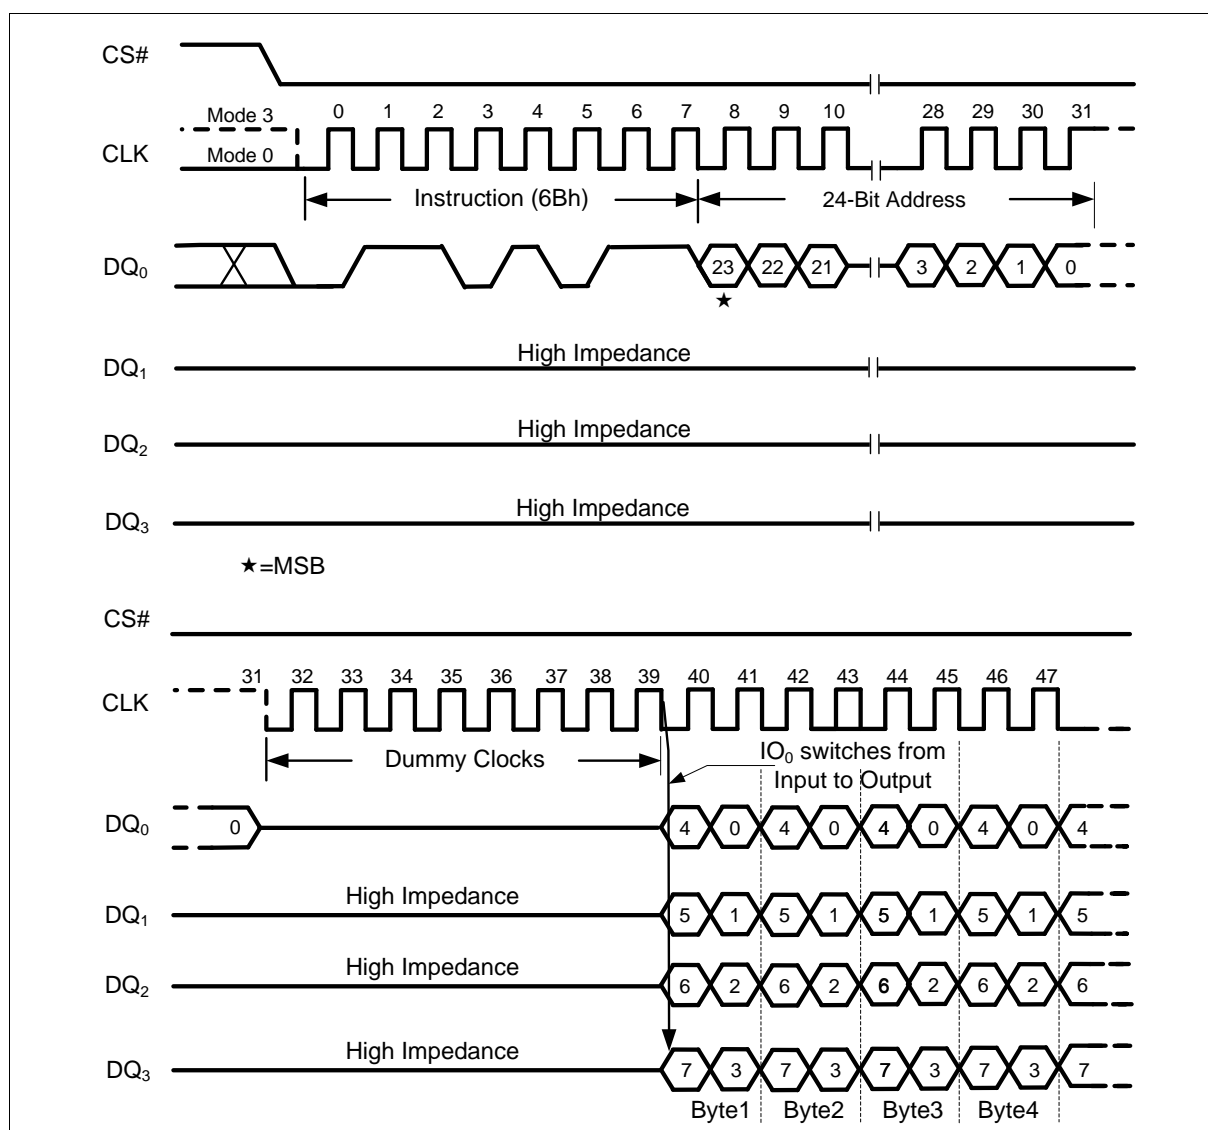 CS#
Mode 3
Mode 0
CLK
0 1 2 3 4 5 6 7 8 9 10 28 29 30 31
Instruction (6Bh)
24-Bit Address
DQ0
23 22 21 3 2 1 0
★
DQ1
High Impedance
DQ2
High Impedance
DQ3
High Impedance
★=MSB
CS#
CLK
31 32 33 34 35 36 37 38 39 40 41 42 43 44 45 46 47
Dummy Clocks
IO0 switches from
Input to Output
DQ0
0 4 0 4 0 4 0 4 0 4
DQ1
High Impedance
5 1 5 1 5 1 5 1 5
DQ2
High Impedance
6 2 6 2 6 2 6 2 6
DQ3
High Impedance
7 3 7 3 7 3 7 3 7
Byte1 Byte2 Byte3 Byte4